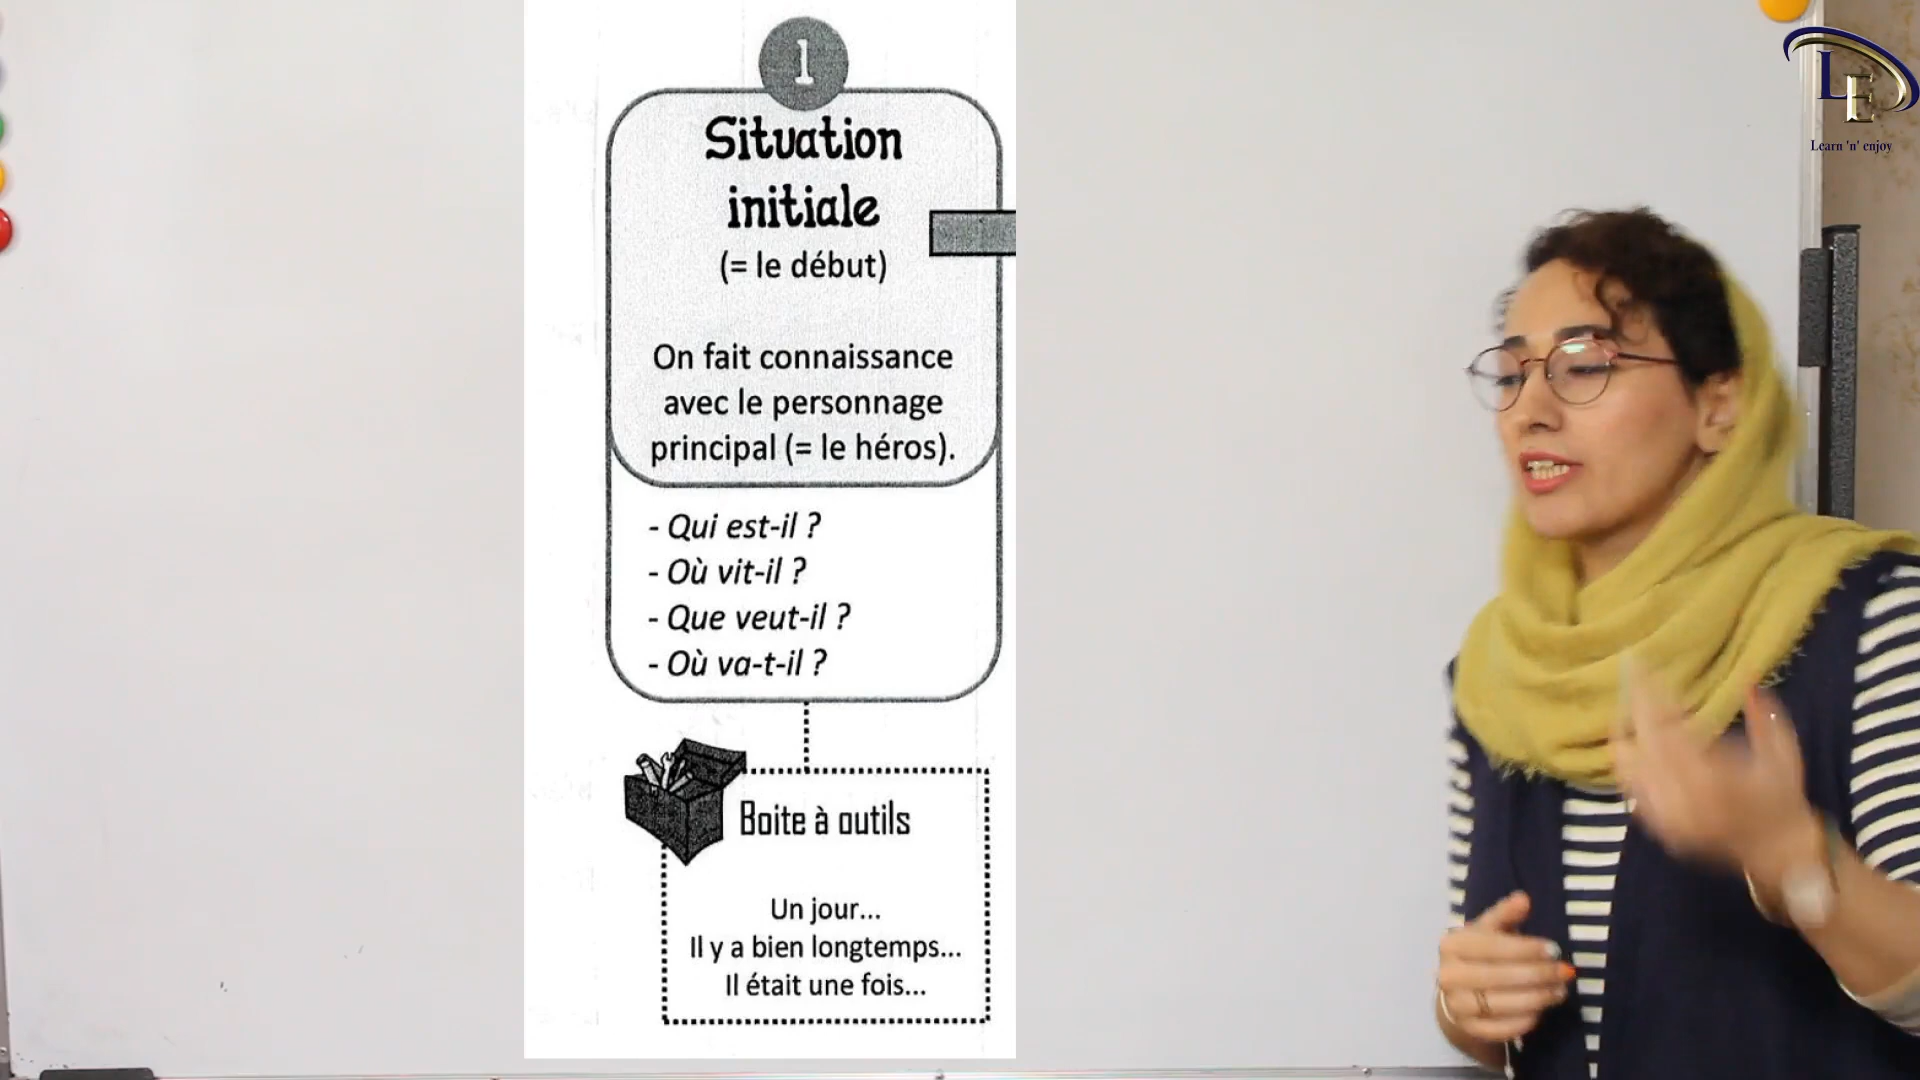 1
Situation
initiale
(= le début)
On fait connaissance
avec le personnage
principal (= le héros).
- Qui est-il ?
- Où vit-il ?
- Que veut-il ?
- Où va-t-il ?
Boite à outils
Un jour...
Il y a bien longtemps...
Il était une fois...
LE
Learn 'n' enjoy